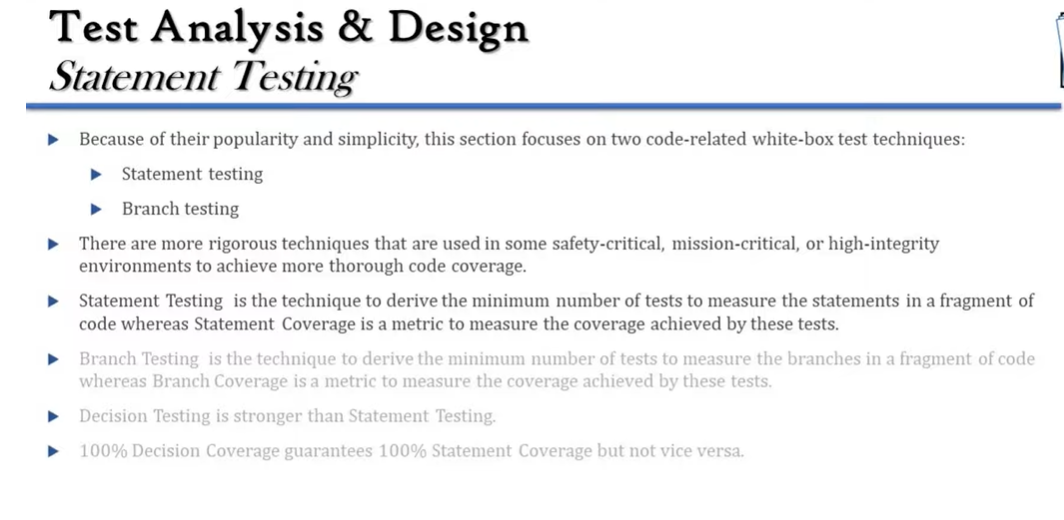 Test Analysis & Design
Statement Testing
Because of their popularity and simplicity, this section focuses on two code-related white-box test techniques:
Statement testing
Branch testing
There are more rigorous techniques that are used in some safety-critical, mission-critical, or high-integrity
environments to achieve more thorough code coverage.
Statement Testing is the technique to derive the minimum number of tests to measure the statements in a fragment of
code whereas Statement Coverage is a metric to measure the coverage achieved by these tests.
Branch Testing is the technique to derive the minimum number of tests to measure the branches in a fragment of code
whereas Branch Coverage is a metric to measure the coverage achieved by these tests.
Decision Testing is stronger than Statement Testing.
100% Decision Coverage guarantees 100% Statement Coverage but not vice versa.